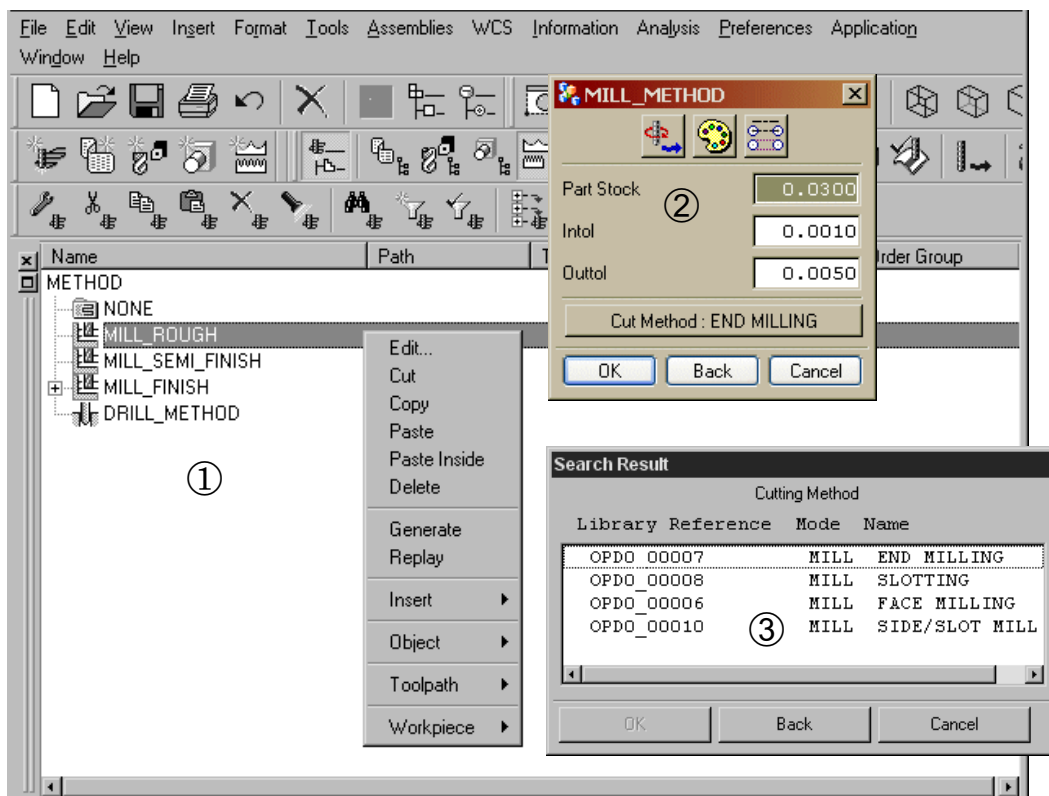 File Edit View Insert Format Tools Assemblies WCS Information Analysis Preferences Application
Window Help
Name Path
METHOD
NONE
MILL_ROUGH
MILL_SEMI_FINISH
MILL_FINISH
DRILL_METHOD
①
Edit...
Cut
Copy
Paste
Paste Inside
Delete
Generate
Replay
Insert
Object
Toolpath
Workpiece
MILL_METHOD
Part Stock 0.0300
②
Intol 0.0010
Outtol 0.0050
Cut Method : END MILLING
OK Back Cancel
Group
Search Result
Cutting Method
Library Reference Mode Name
OPD0_00007 MILL END MILLING
OPD0_00008 MILL SLOTTING
OPD0_00006 MILL FACE MILLING
OPD0_00010 MILL SIDE/SLOT MILL
③
OK Back Cancel